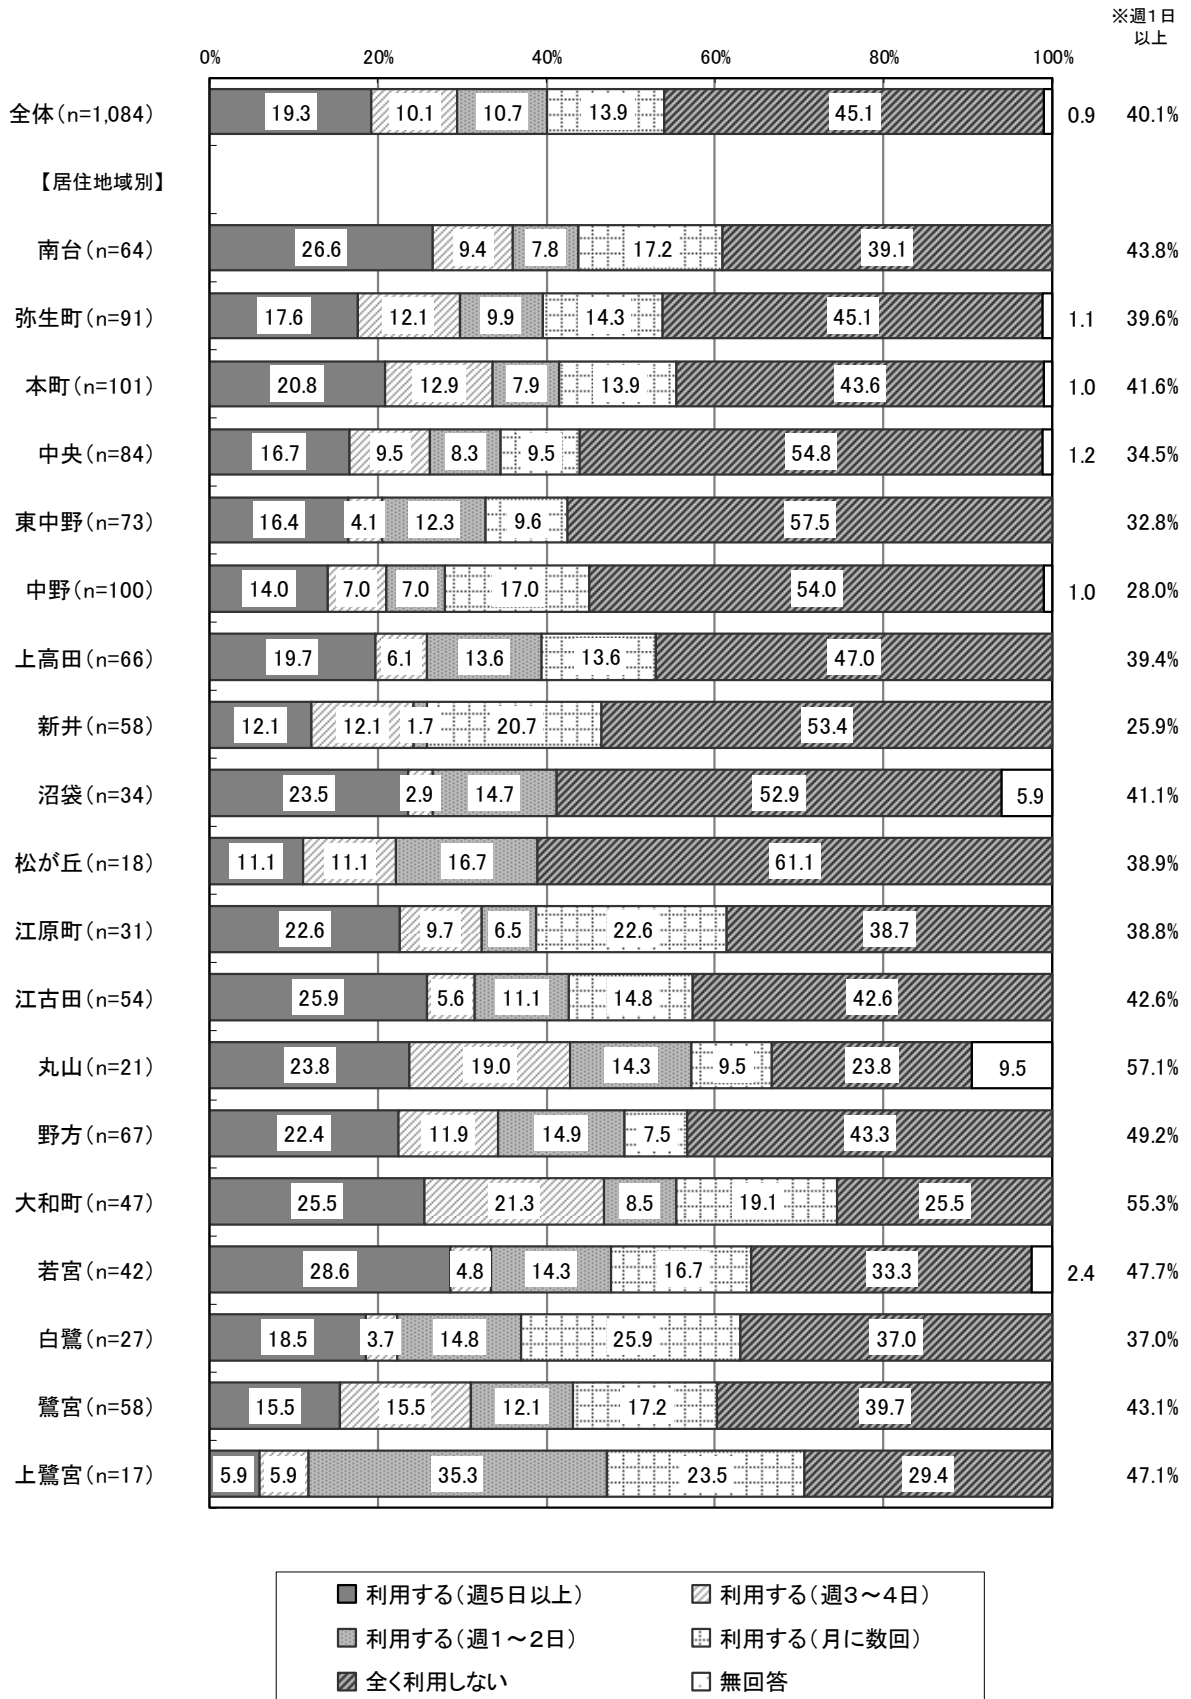 ※週1日
以上
0% 20% 40% 60% 80% 100%
全体(n=1,084) 19.3 10.1 10.7 13.9 45.1 0.9 40.1%
【居住地域別】
南台(n=64) 26.6 9.4 7.8 17.2 39.1 43.8%
弥生町(n=91) 17.6 12.1 9.9 14.3 45.1 1.1 39.6%
本町(n=101) 20.8 12.9 7.9 13.9 43.6 1.0 41.6%
中央(n=84) 16.7 9.5 8.3 9.5 54.8 1.2 34.5%
東中野(n=73) 16.4 4.1 12.3 9.6 57.5 32.8%
中野(n=100) 14.0 7.0 7.0 17.0 54.0 1.0 28.0%
上高田(n=66) 19.7 6.1 13.6 13.6 47.0 39.4%
新井(n=58) 12.1 12.1 1.7 20.7 53.4 25.9%
沼袋(n=34) 23.5 2.9 14.7 52.9 5.9 41.1%
松が丘(n=18) 11.1 11.1 16.7 61.1 38.9%
江原町(n=31) 22.6 9.7 6.5 22.6 38.7 38.8%
江古田(n=54) 25.9 5.6 11.1 14.8 42.6 42.6%
丸山(n=21) 23.8 19.0 14.3 9.5 23.8 9.5 57.1%
野方(n=67) 22.4 11.9 14.9 7.5 43.3 49.2%
大和町(n=47) 25.5 21.3 8.5 19.1 25.5 55.3%
若宮(n=42) 28.6 4.8 14.3 16.7 33.3 2.4 47.7%
白鷺(n=27) 18.5 3.7 14.8 25.9 37.0 37.0%
鷺宮(n=58) 15.5 15.5 12.1 17.2 39.7 43.1%
上鷺宮(n=17) 5.9 5.9 35.3 23.5 29.4 47.1%
利用する(週5日以上) 利用する(週3～4日)
利用する(週1～2日) 利用する(月に数回)
全く利用しない 無回答